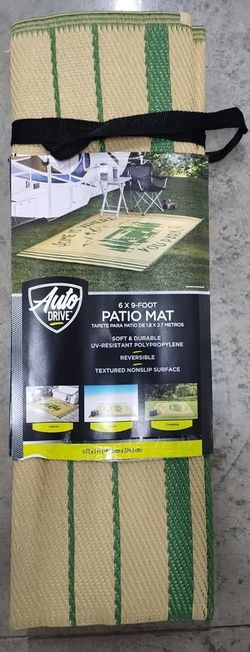 Auto
DRIVE
6 X 9-FOOT
PATIO MAT
TAPETE PARA PATIO DE 1.8 X 2.7 METROS
SOFT & DURABLE
UV-RESISTANT POLYPROPYLENE
REVERSIBLE
TEXTURED NONSLIP SURFACE
Camping